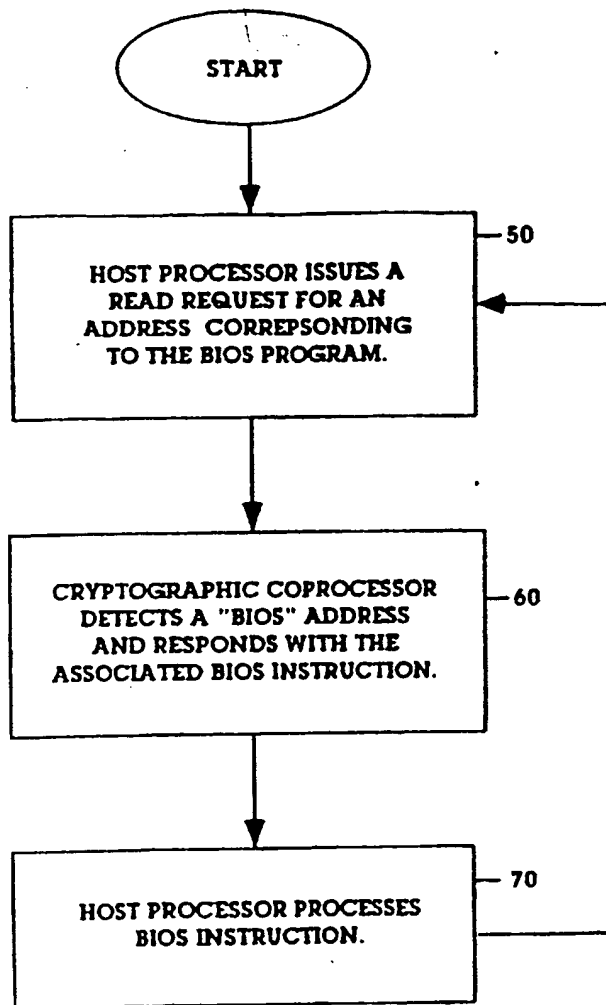 START
50
HOST PROCESSOR ISSUES A
READ REQUEST FOR AN
ADDRESS CORREPSONDING
TO THE BIOS PROGRAM.
60
CRYPTOGRAPHIC COPROCESSOR
DETECTS A "BIOS" ADDRESS
AND RESPONDS WITH THE
ASSOCIATED BIOS INSTRUCTION.
70
HOST PROCESSOR PROCESSES
BIOS INSTRUCTION.